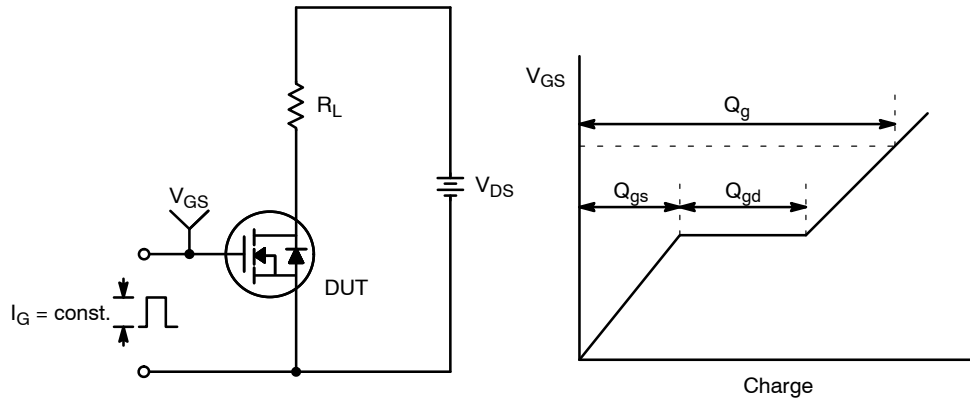 R_L
V_GS
V_DS
DUT
I_G = const.
V_GS
Q_g
Q_gs
Q_gd
Charge